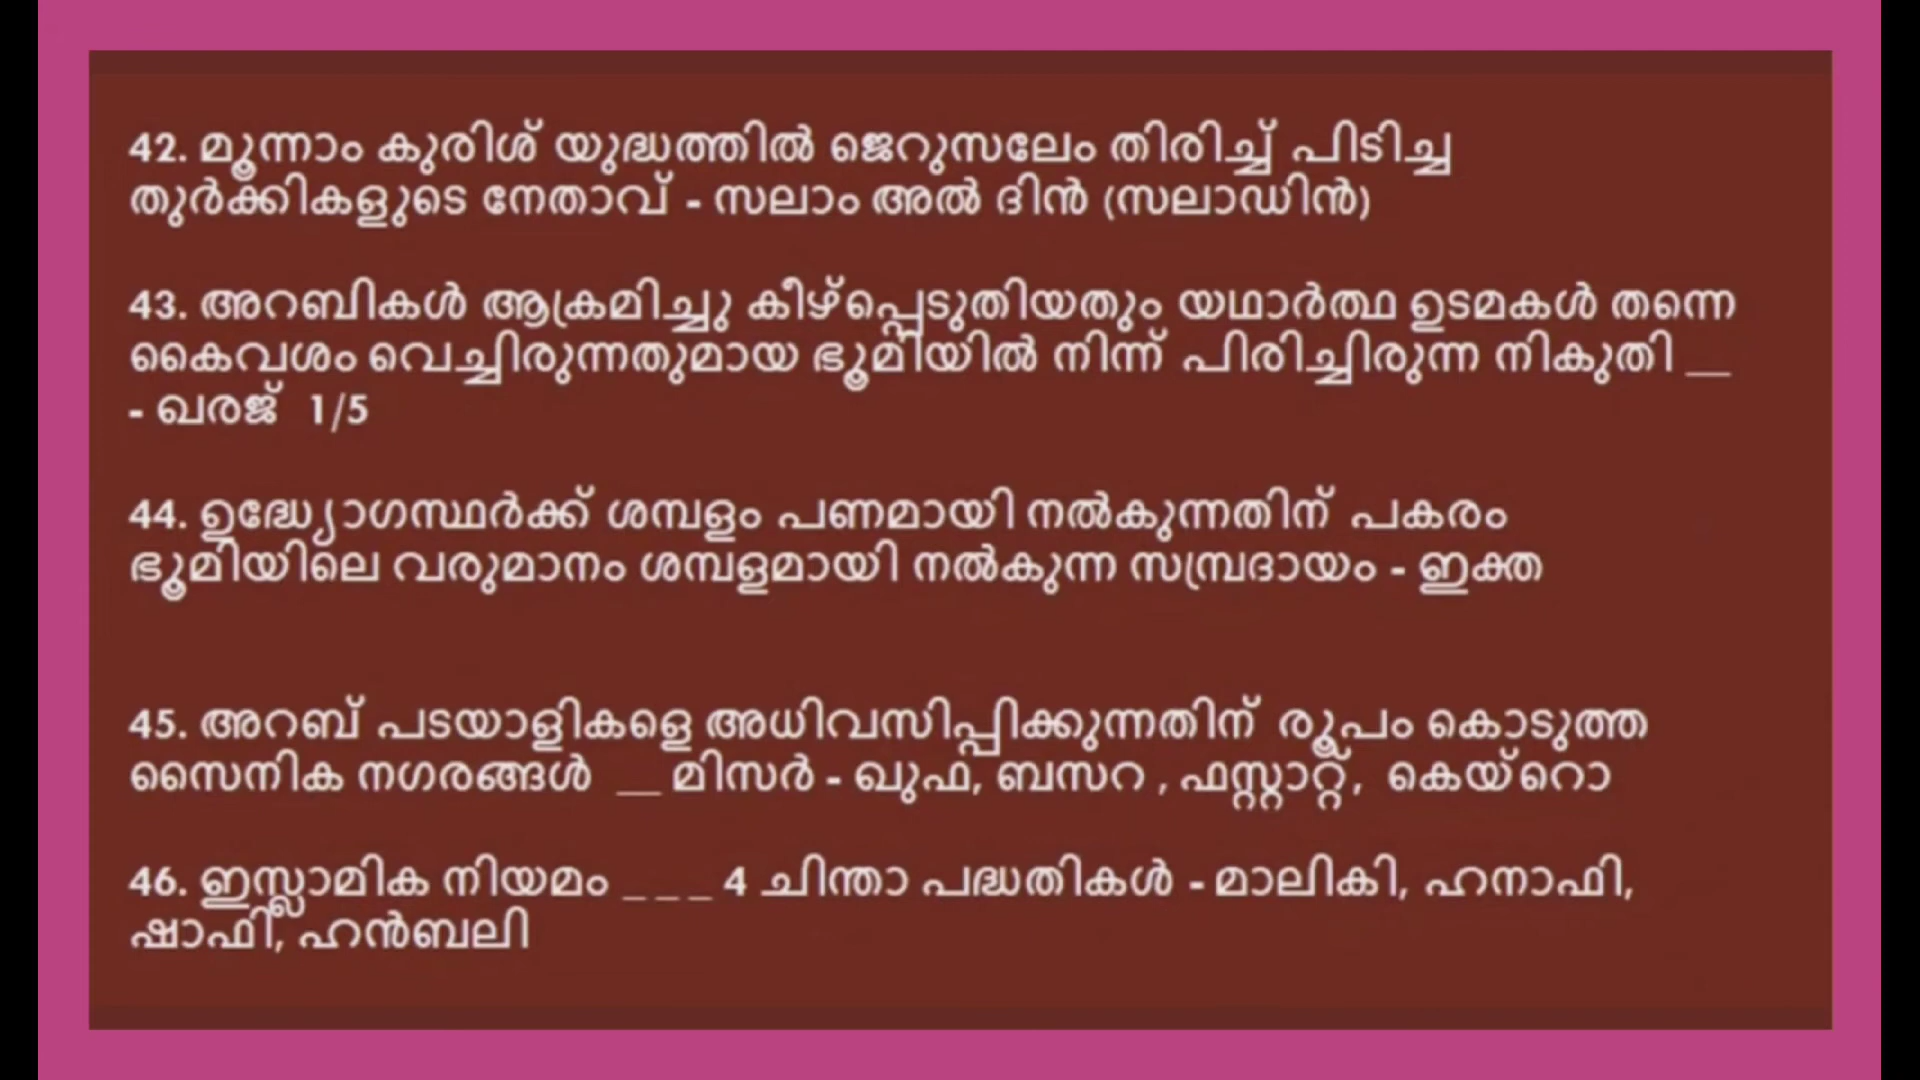 42. മൂന്നാം കുരിശ് യുദ്ധത്തിൽ ജെറുസലേം തിരിച്ച് പിടിച്ച
തുർക്കികളുടെ നേതാവ് - സലാം അൽ ദിൻ (സലാഡിൻ)
43. അറബികൾ ആക്രമിച്ചു കീഴ്പ്പെടുതിയതും യഥാർത്ഥ ഉടമകൾ തന്നെ
കൈവശം വെച്ചിരുന്നതുമായ ഭൂമിയിൽ നിന്ന് പിരിച്ചിരുന്ന നികുതി __
- ഖരജ് 1/5
44. ഉദ്ധ്യോഗസ്ഥർക്ക് ശമ്പളം പണമായി നൽകുന്നതിന് പകരം
ഭൂമിയിലെ വരുമാനം ശമ്പളമായി നൽകുന്ന സമ്പ്രദായം - ഇക്ത
45. അറബ് പടയാളികളെ അധിവസിപ്പിക്കുന്നതിന് രൂപം കൊടുത്ത
സൈനിക നഗരങ്ങൾ __ മിസർ - ഖുഫ, ബസറ , ഫസ്റ്റാറ്റ്, കെയ്റൊ
46. ഇസ്ലാമിക നിയമം _ _ _ 4 ചിന്താ പദ്ധതികൾ - മാലികി, ഹനാഫി,
ഷാഫി, ഹൻബലി